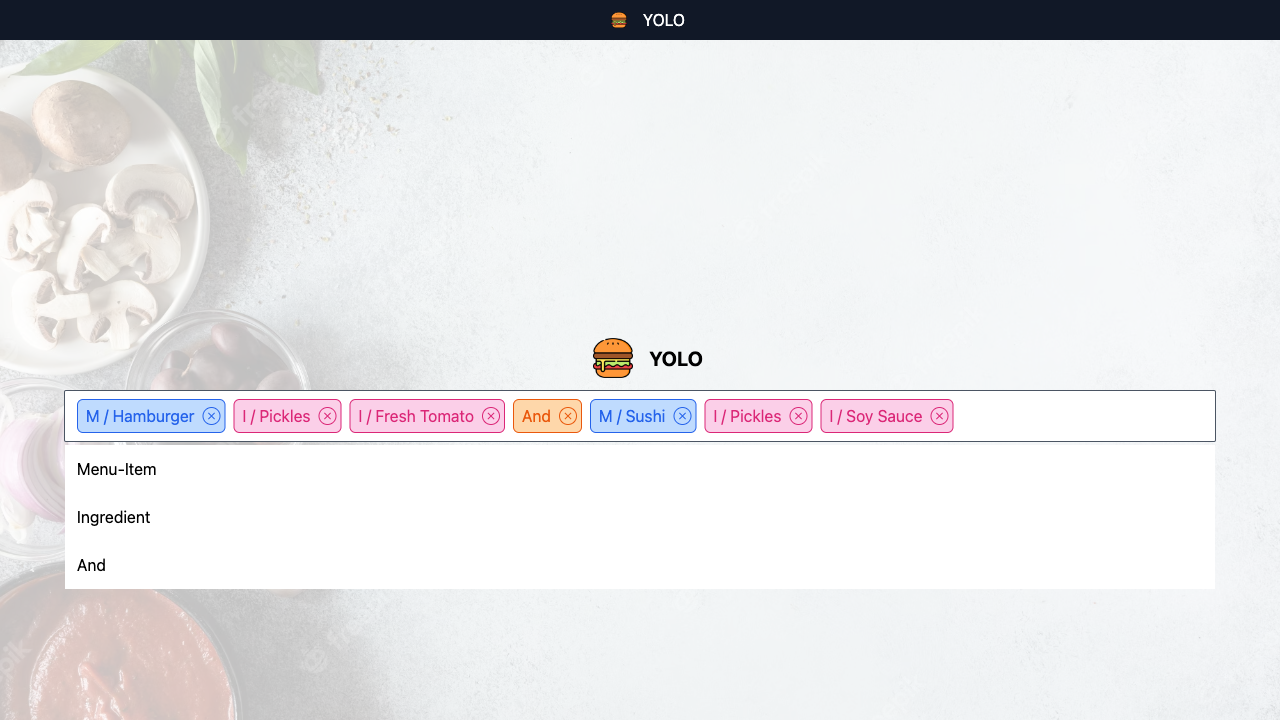 YOLO
YOLO
M / Hamburger I / Pickles I / Fresh Tomato And M / Sushi I / Pickles I / Soy Sauce
Menu-Item
Ingredient
And